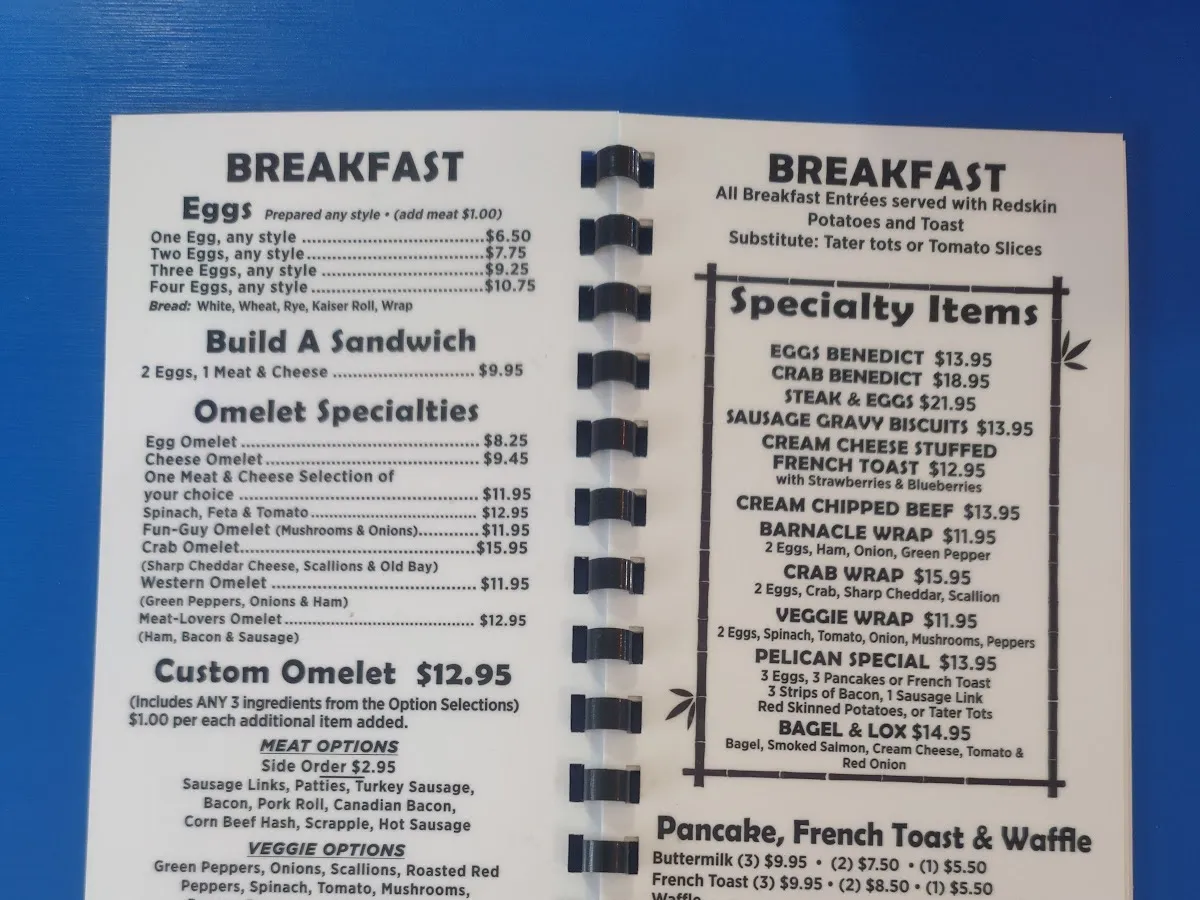 BREAKFAST
Eggs Prepared any style • (add meat $1.00)
One Egg, any style ........................................$6.50
Two Eggs, any style........................................$7.75
Three Eggs, any style .....................................$9.25
Four Eggs, any style.......................................$10.75
Bread: White, Wheat, Rye, Kaiser Roll, Wrap
Build A Sandwich
2 Eggs, 1 Meat & Cheese ................................ $9.95
Omelet Specialties
Egg Omelet .....................................................$8.25
Cheese Omelet................................................$9.45
One Meat & Cheese Selection of
your choice ..................................................... $11.95
Spinach, Feta & Tomato..................................... $12.95
Fun-Guy Omelet (Mushrooms & Onions).............$11.95
Crab Omelet.....................................................$15.95
(Sharp Cheddar Cheese, Scallions & Old Bay)
Western Omelet .............................................. $11.95
(Green Peppers, Onions & Ham)
Meat-Lovers Omelet.......................................... $12.95
(Ham, Bacon & Sausage)
Custom Omelet $12.95
(Includes ANY 3 ingredients from the Option Selections)
$1.00 per each additional item added.
MEAT OPTIONS
Side Order $2.95
Sausage Links, Patties, Turkey Sausage,
Bacon, Pork Roll, Canadian Bacon,
Corn Beef Hash, Scrapple, Hot Sausage
VEGGIE OPTIONS
Green Peppers, Onions, Scallions, Roasted Red
Peppers, Spinach, Tomato, Mushrooms,
BREAKFAST
All Breakfast Entrées served with Redskin
Potatoes and Toast
Substitute: Tater tots or Tomato Slices
Specialty Items
EGGS BENEDICT $13.95
CRAB BENEDICT $18.95
STEAK & EGGS $21.95
SAUSAGE GRAVY BISCUITS $13.95
CREAM CHEESE STUFFED
FRENCH TOAST $12.95
with Strawberries & Blueberries
CREAM CHIPPED BEEF $13.95
BARNACLE WRAP $11.95
2 Eggs, Ham, Onion, Green Pepper
CRAB WRAP $15.95
2 Eggs, Crab, Sharp Cheddar, Scallion
VEGGIE WRAP $11.95
2 Eggs, Spinach, Tomato, Onion, Mushrooms, Peppers
PELICAN SPECIAL $13.95
3 Eggs, 3 Pancakes or French Toast
3 Strips of Bacon, 1 Sausage Link
Red Skinned Potatoes, or Tater Tots
BAGEL & LOX $14.95
Bagel, Smoked Salmon, Cream Cheese, Tomato &
Red Onion
Pancake, French Toast & Waffle
Buttermilk (3) $9.95 • (2) $7.50 • (1) $5.50
French Toast (3) $9.95 • (2) $8.50 • (1) $5.50
Waffle